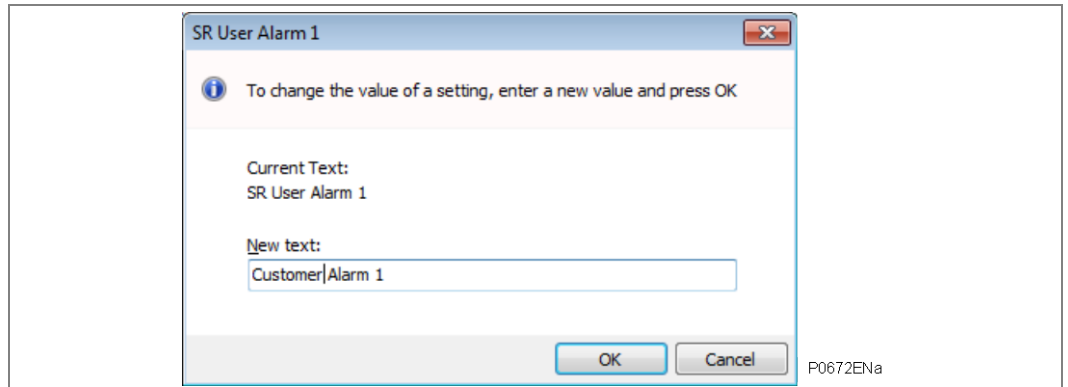 SR User Alarm 1
To change the value of a setting, enter a new value and press OK
Current Text:
SR User Alarm 1
New text:
Customer Alarm 1
OK Cancel
P0672ENa